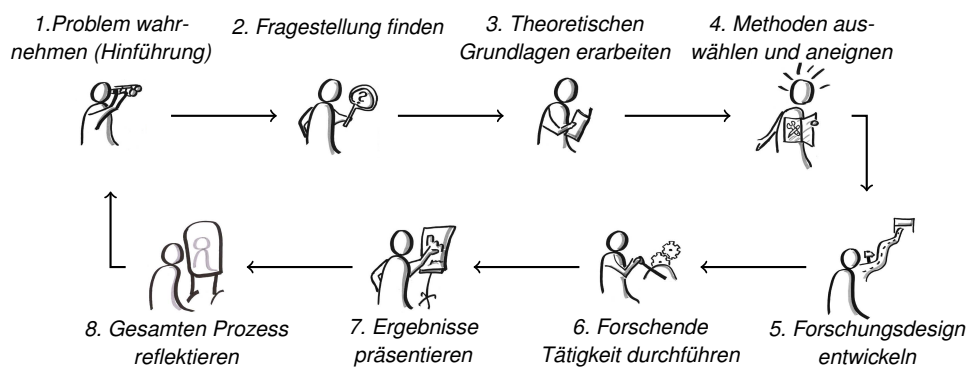 1.Problem wahr-
nehmen (Hinführung)
2. Fragestellung finden
3. Theoretischen
Grundlagen erarbeiten
4. Methoden aus-
wählen und aneignen
?
5. Forschungsdesign
entwickeln
6. Forschende
Tätigkeit durchführen
7. Ergebnisse
präsentieren
8. Gesamten Prozess
reflektieren